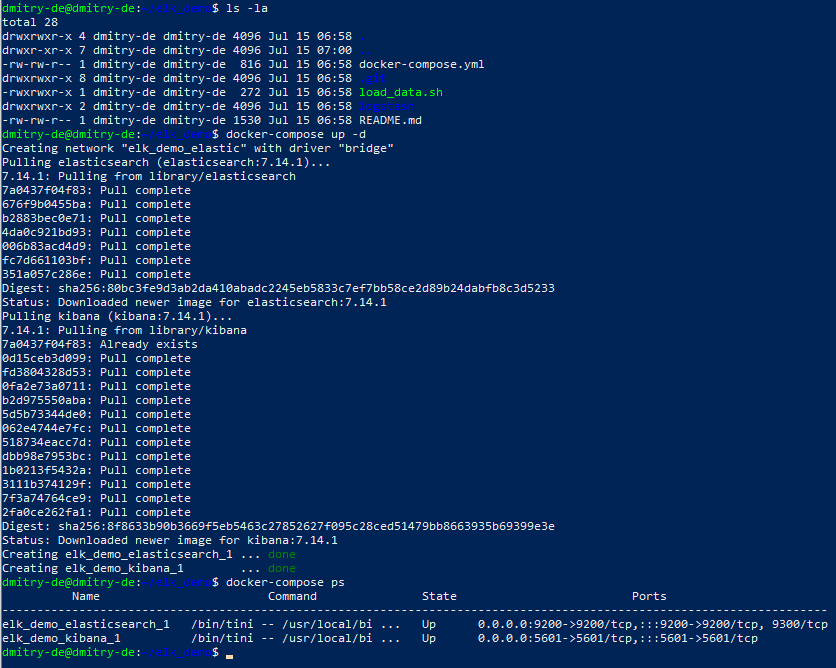 dmitry-de@dmitry-de:~/elk_demo$ ls -la
total 28
drwxrwxr-x 4 dmitry-de dmitry-de 4096 Jul 15 06:58 .
drwxr-xr-x 7 dmitry-de dmitry-de 4096 Jul 15 07:00 ..
-rw-rw-r-- 1 dmitry-de dmitry-de  816 Jul 15 06:58 docker-compose.yml
drwxrwxr-x 8 dmitry-de dmitry-de 4096 Jul 15 06:58 .git
-rwxrwxr-x 1 dmitry-de dmitry-de  272 Jul 15 06:58 load_data.sh
drwxrwxr-x 2 dmitry-de dmitry-de 4096 Jul 15 06:58 logstash
-rw-rw-r-- 1 dmitry-de dmitry-de 1530 Jul 15 06:58 README.md
dmitry-de@dmitry-de:~/elk_demo$ docker-compose up -d
Creating network "elk_demo_elastic" with driver "bridge"
Pulling elasticsearch (elasticsearch:7.14.1)...
7.14.1: Pulling from library/elasticsearch
7a0437f04f83: Pull complete
676f9b0455ba: Pull complete
b2883bec0e71: Pull complete
4da0c921bd93: Pull complete
006b83acd4d9: Pull complete
fc7d661103bf: Pull complete
351a057c286e: Pull complete
Digest: sha256:80bc3fe9d3ab2da410abadc2245eb5833c7ef7bb58ce2d89b24dabfb8c3d5233
Status: Downloaded newer image for elasticsearch:7.14.1
Pulling kibana (kibana:7.14.1)...
7.14.1: Pulling from library/kibana
7a0437f04f83: Already exists
0d15ceb3d099: Pull complete
fd3804328d53: Pull complete
0fa2e73a0711: Pull complete
b2d975550aba: Pull complete
5d5b73344de0: Pull complete
062e4744e7fc: Pull complete
518734eacc7d: Pull complete
dbb98e7953bc: Pull complete
1b0213f5432a: Pull complete
3111b374129f: Pull complete
7f3a74764ce9: Pull complete
2fa0ce262fa1: Pull complete
Digest: sha256:8f8633b90b3669f5eb5463c27852627f095c28ced51479bb8663935b69399e3e
Status: Downloaded newer image for kibana:7.14.1
Creating elk_demo_elasticsearch_1 ... done
Creating elk_demo_kibana_1        ... done
dmitry-de@dmitry-de:~/elk_demo$ docker-compose ps
Name Command State Ports
--------------------------------------------------------------------------------------------------------------------
elk_demo_elasticsearch_1   /bin/tini -- /usr/local/bi ...   Up      0.0.0.0:9200->9200/tcp,:::9200->9200/tcp, 9300/tcp
elk_demo_kibana_1          /bin/tini -- /usr/local/bi ...   Up      0.0.0.0:5601->5601/tcp,:::5601->5601/tcp
dmitry-de@dmitry-de:~/elk_demo$